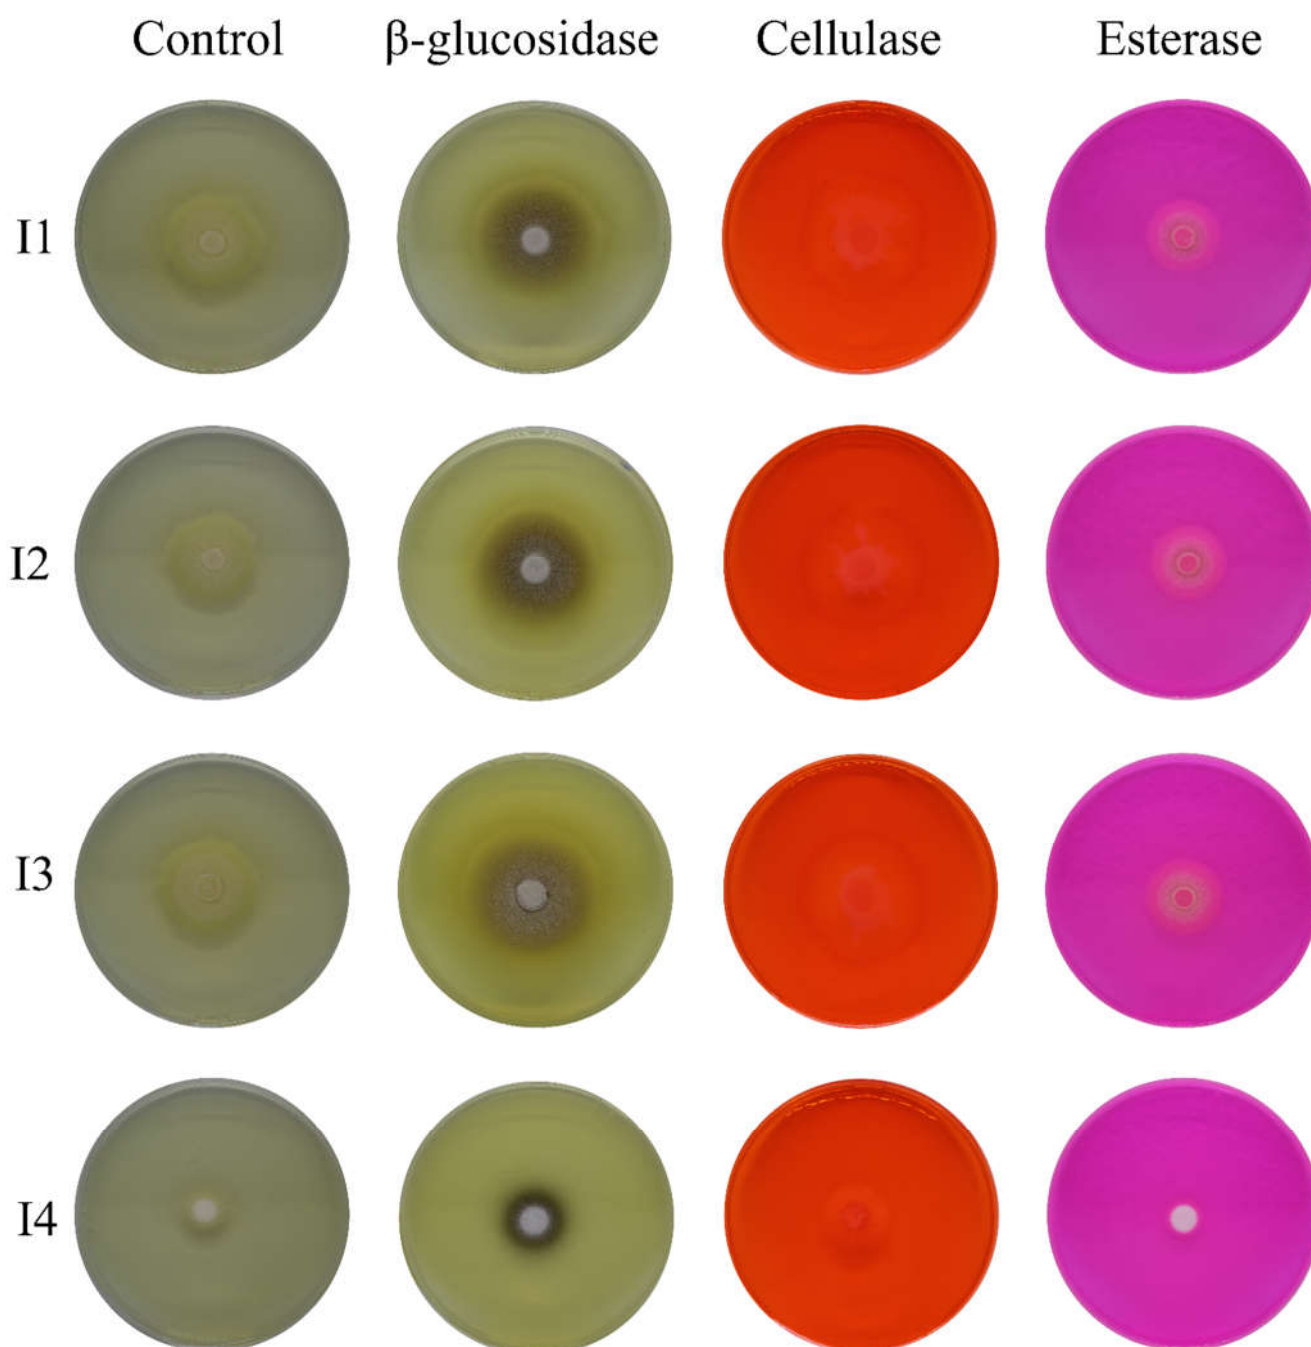 Control β-glucosidase Cellulase Esterase
I1
I2
I3
I4